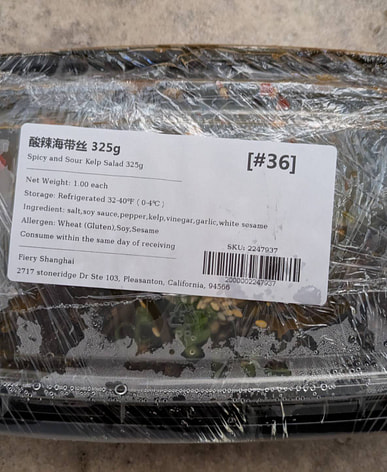 酸辣海带丝 325g
Spicy and Sour Kelp Salad 325g
[#36]
Net Weight: 1.00 each
Storage: Refrigerated 32-40℉ ( 0-4℃ )
Ingredient: salt,soy sauce,pepper,kelp,vinegar,garlic,white sesame
Allergen: Wheat (Gluten),Soy,Sesame
Consume within the same day of receiving
SKU: 2247937
2000002247937
Fiery Shanghai
2717 stoneridge Dr Ste 103, Pleasanton, California, 94566